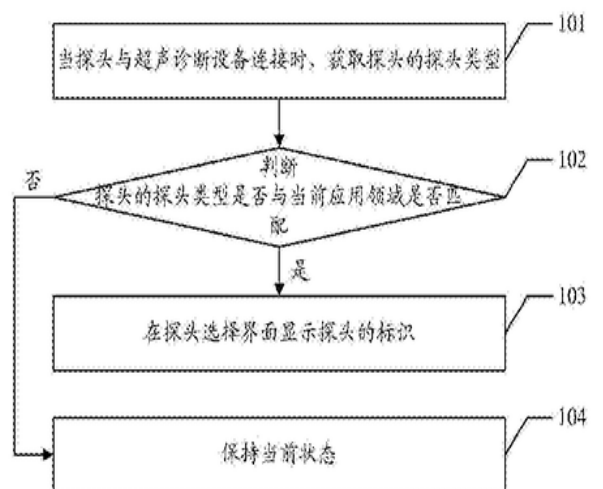 101
当探头与超声诊断设备连接时、获取探头的探头类型
102
否
判断
探头的探头类型是否与当前应用领域是否匹
配
是
103
在探头选择界面显示探头的标识
104
保持当前状态